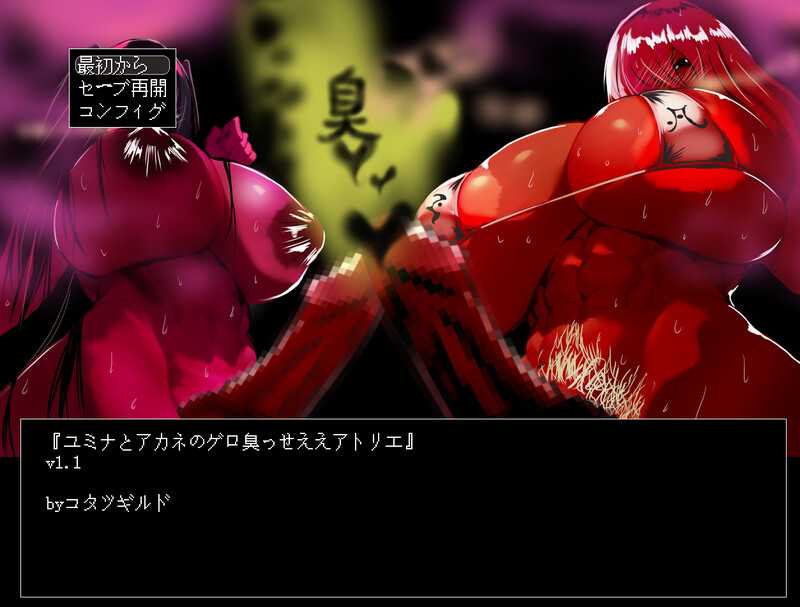 最初から
セーブ再開
コンフィグ
臭
『ユミナとアカネのゲロ臭っせええアトリエ』
v1.1
byコタツギルド